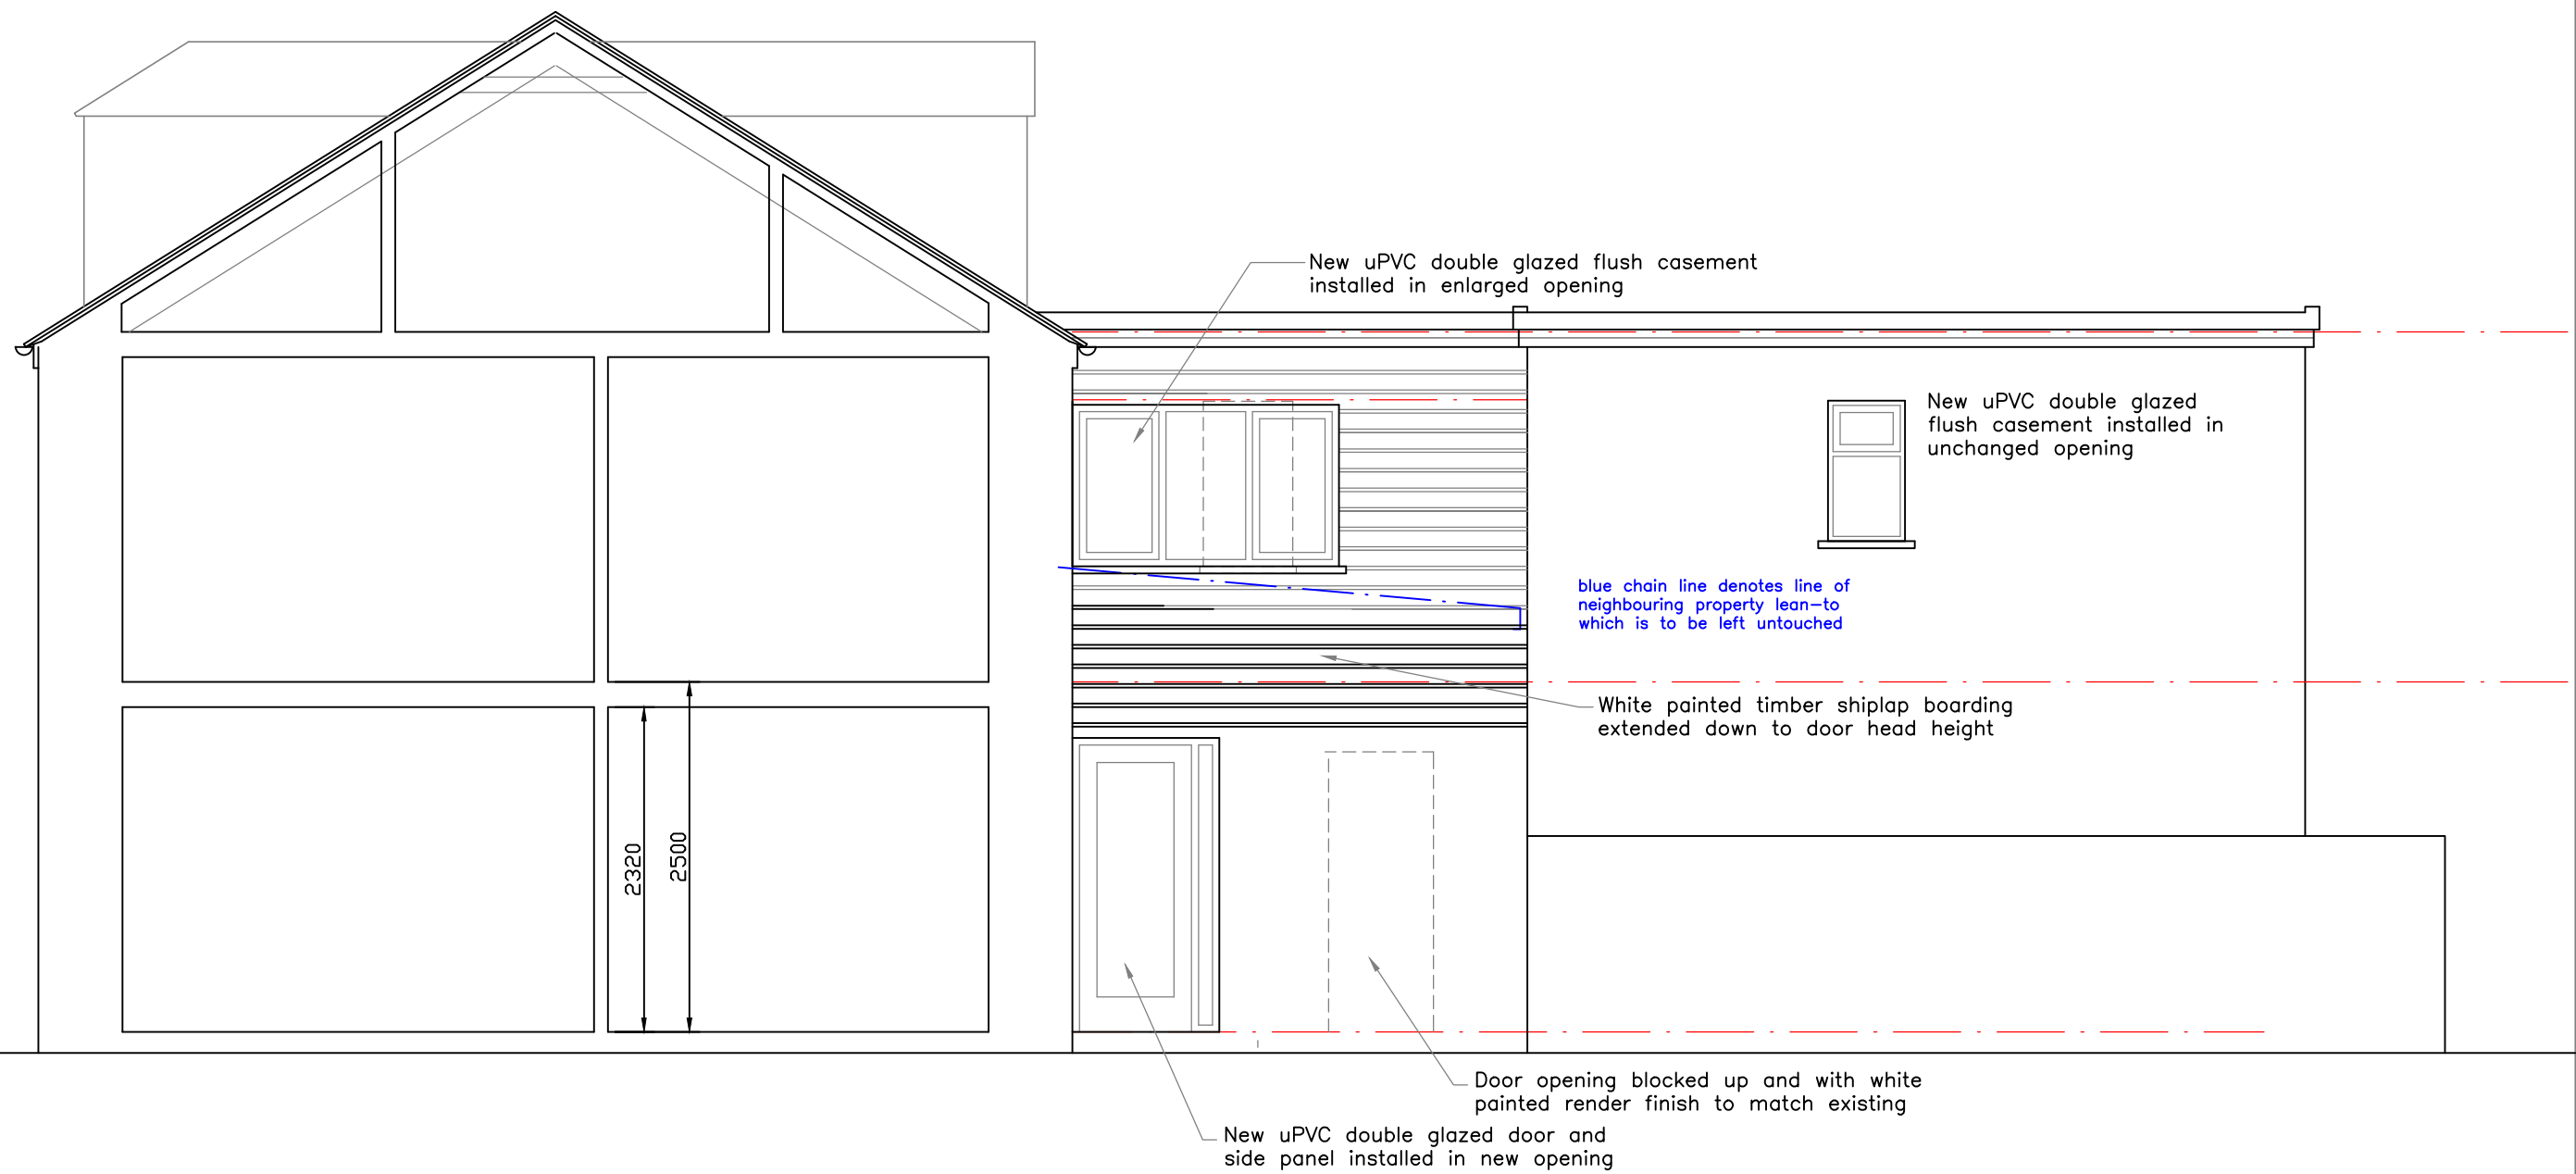 New uPVC double glazed flush casement
installed in enlarged opening
New uPVC double glazed
flush casement installed in
unchanged opening
blue chain line denotes line of
neighbouring property lean-to
which is to be left untouched
White painted timber shiplap boarding
extended down to door head height
2320
2500
Door opening blocked up and with white
painted render finish to match existing
New uPVC double glazed door and
side panel installed in new opening